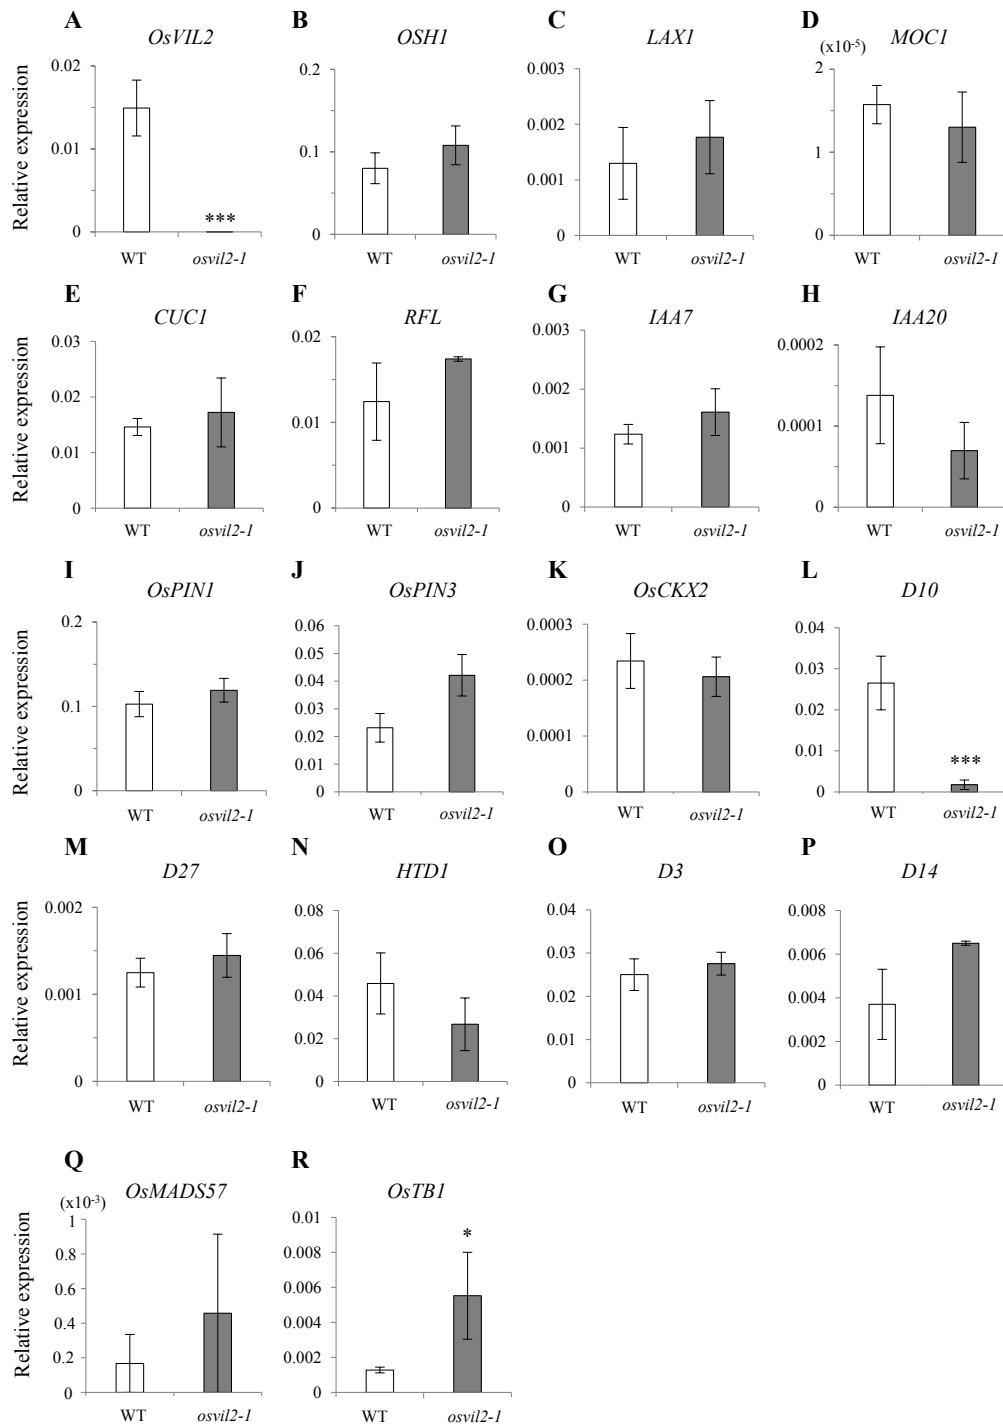 A
OsVIL2
Relative expression
0.02
0.01
0
***
WT
osvil2-1
B
OSH1
0.2
0.1
0
WT
osvil2-1
C
LAX1
0.003
0.002
0.001
0
WT
osvil2-1
D
(x10-5)
MOC1
2
1
0
WT
osvil2-1
E
CUC1
Relative expression
0.03
0.02
0.01
0
WT
osvil2-1
F
RFL
0.02
0.01
0
WT
osvil2-1
G
IAA7
0.003
0.002
0.001
0
WT
osvil2-1
H
IAA20
0.0002
0.0001
0
WT
osvil2-1
I
OsPIN1
Relative expression
0.2
0.1
0
WT
osvil2-1
J
OsPIN3
0.06
0.05
0.04
0.03
0.02
0.01
0
WT
osvil2-1
K
OsCKX2
0.0003
0.0002
0.0001
0
WT
osvil2-1
L
D10
0.04
0.03
0.02
0.01
0
***
WT
osvil2-1
M
D27
Relative expression
0.002
0.001
0
WT
osvil2-1
N
HTD1
0.08
0.06
0.04
0.02
0
WT
osvil2-1
O
D3
0.04
0.03
0.02
0.01
0
WT
osvil2-1
P
D14
0.008
0.006
0.004
0.002
0
WT
osvil2-1
Q
OsMADS57
(x10-3)
Relative expression
1
0.8
0.6
0.4
0.2
0
WT
osvil2-1
R
OsTB1
0.01
0.008
0.006
0.004
0.002
0
*
WT
osvil2-1